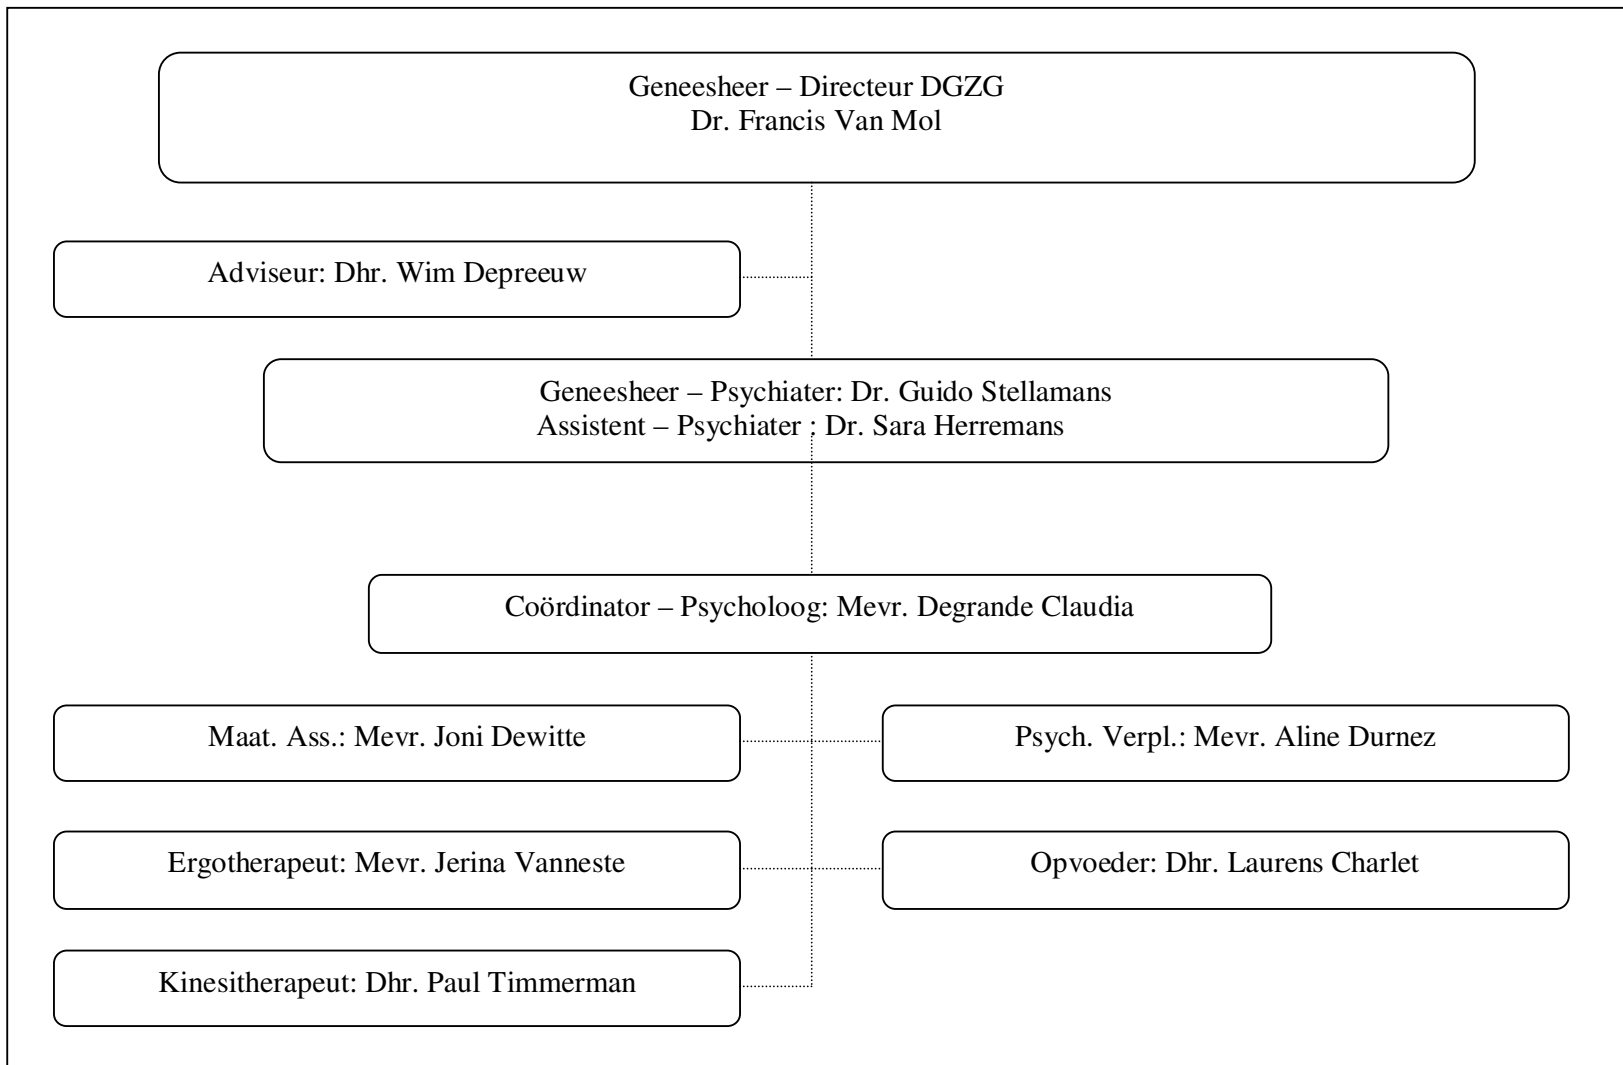 Geneesheer – Directeur DGZG
Dr. Francis Van Mol
Adviseur: Dhr. Wim Depreeuw
Geneesheer – Psychiater: Dr. Guido Stellamans
Assistent – Psychiater : Dr. Sara Herremans
Coördinator – Psycholoog: Mevr. Degrande Claudia
Maat. Ass.: Mevr. Joni Dewitte
Psych. Verpl.: Mevr. Aline Durnez
Ergotherapeut: Mevr. Jerina Vanneste
Opvoeder: Dhr. Laurens Charlet
Kinesitherapeut: Dhr. Paul Timmerman